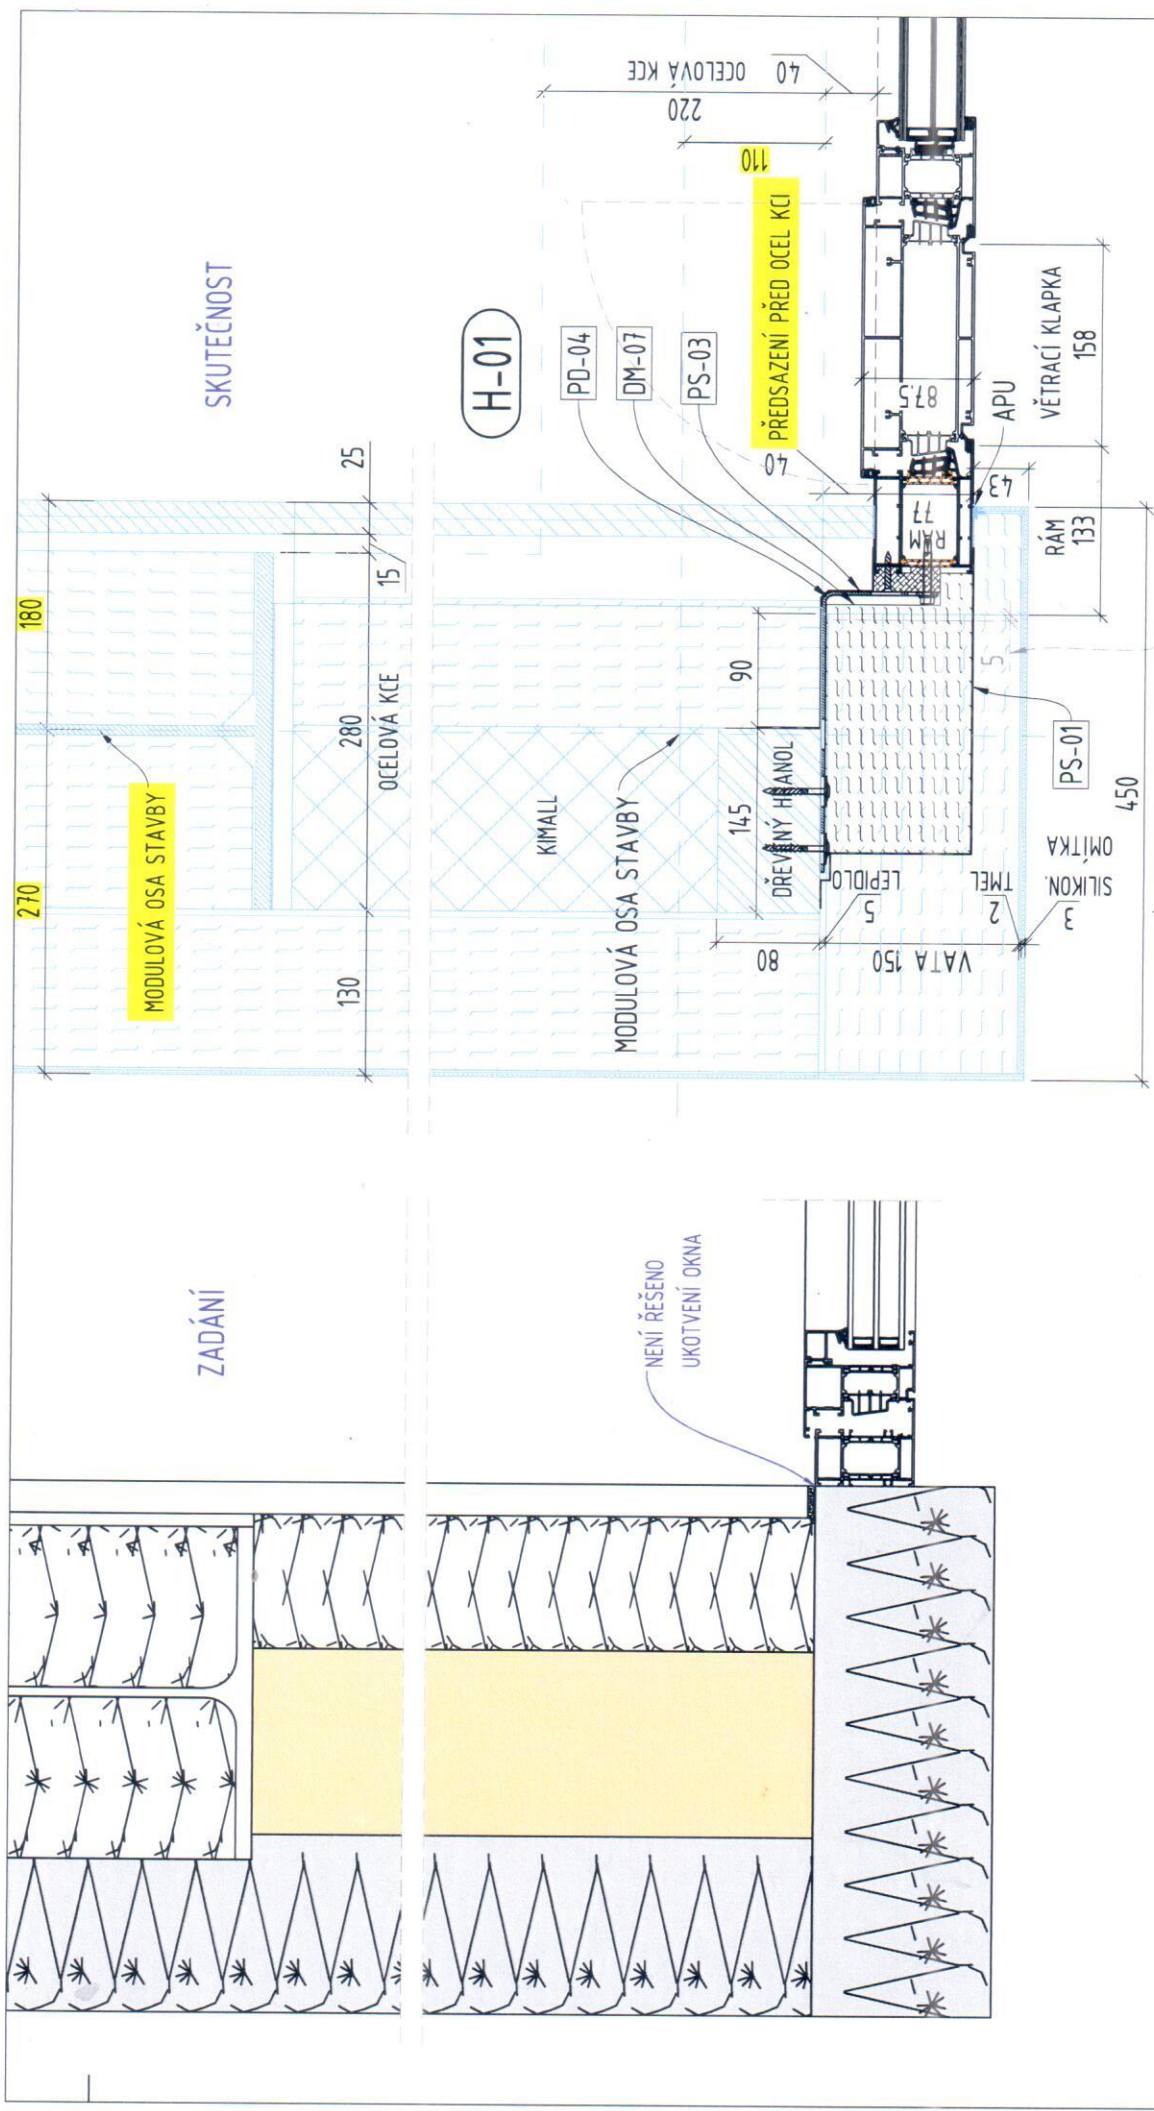 ZADÁNÍ
NENÍ ŘEŠENO
UKOTVENÍ OKNA
SKUTEČNOST
H-01
270
180
MODULOVÁ OSA STAVBY
130
280
15
25
OCELOVÁ KCE
KIMALL
MODULOVÁ OSA STAVBY
PD-04
DM-07
PS-03
220
OCELOVÁ KCE
40
110
PŘEDSAZENÍ PŘED OCEL KCI
40
80
145
90
DŘEVĚNÝ HRANOL
5
LEPIDLO
VATA 150
2
TMEL
3
SILIKON.
OMÍTKA
RÁM
77
87.5
43
APU
5
PS-01
RÁM
133
VĚTRACÍ KLAPKA
158
450